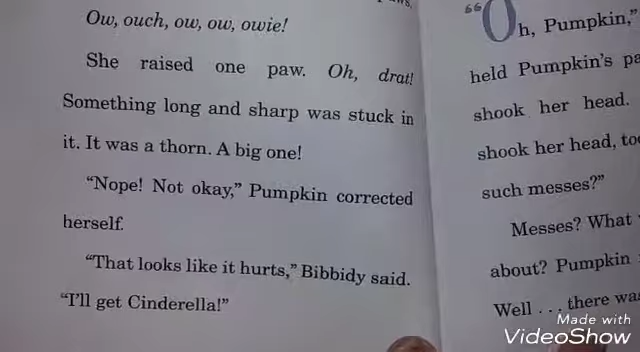 Ow, ouch, ow, ow, owie!
She raised one paw. Oh, drat!
Something long and sharp was stuck in
it. It was a thorn. A big one!
“Nope! Not okay,” Pumpkin corrected
herself.
“That looks like it hurts,” Bibbidy said.
“I’ll get Cinderella!”
“Oh, Pumpkin,”
held Pumpkin’s
shook her head.
shook her head,
such messes?”
Messes? What
about? Pumpkin
Well . . . there
Made with
VideoShow